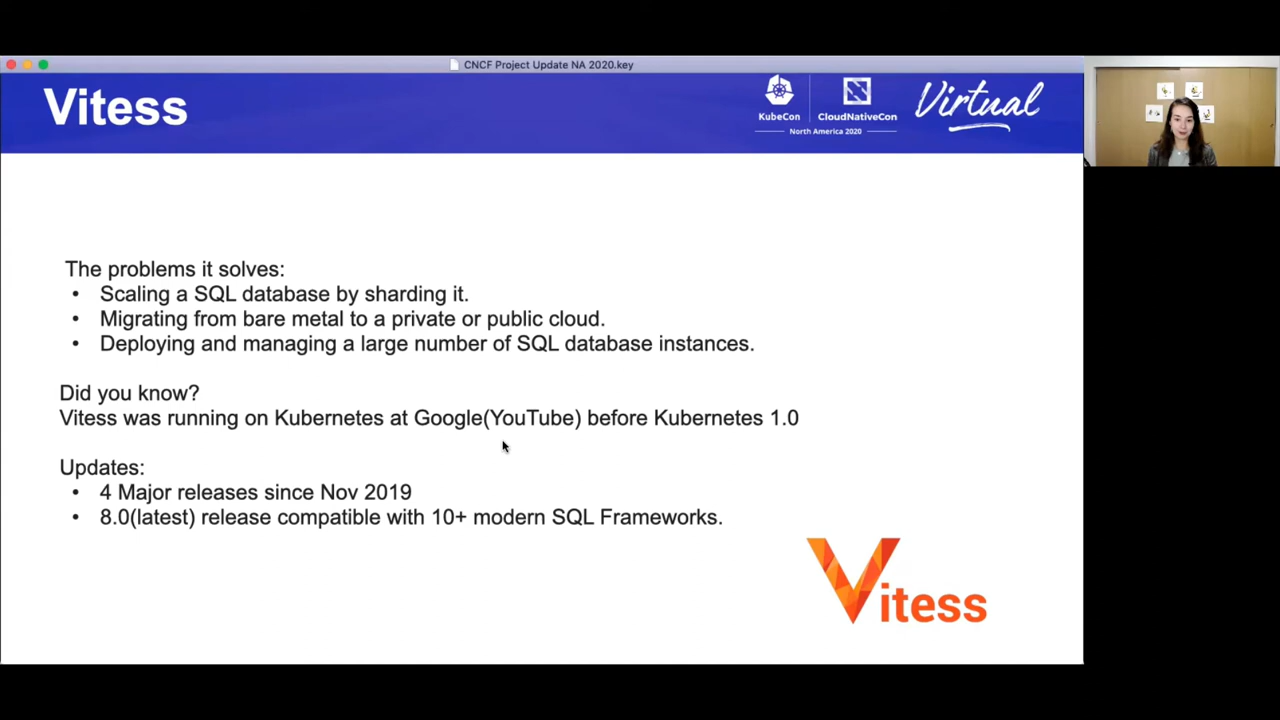 CNCF Project Update NA 2020.key
Vitess
KubeCon
CloudNativeCon
North America 2020
Virtual
The problems it solves:
• Scaling a SQL database by sharding it.
• Migrating from bare metal to a private or public cloud.
• Deploying and managing a large number of SQL database instances.
Did you know?
Vitess was running on Kubernetes at Google(YouTube) before Kubernetes 1.0
Updates:
• 4 Major releases since Nov 2019
• 8.0(latest) release compatible with 10+ modern SQL Frameworks.
Vitess